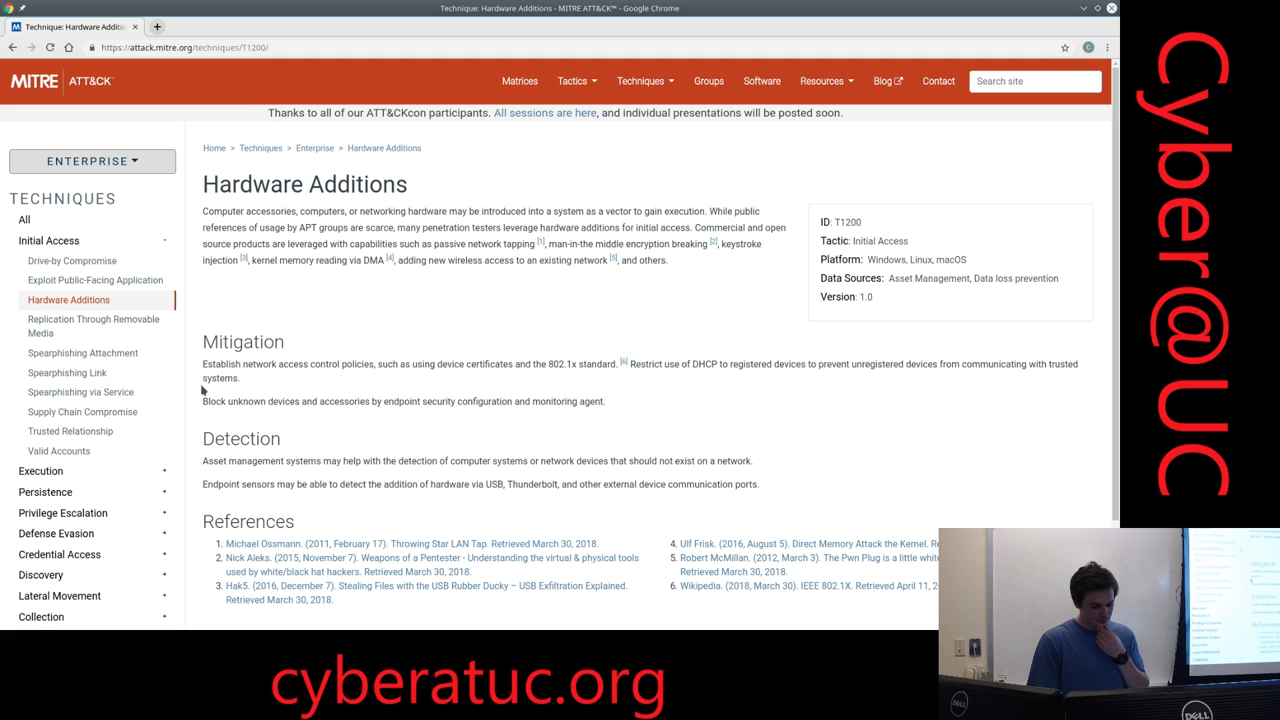 Technique: Hardware Additions - MITRE ATT&CK™ - Google Chrome
Technique: Hardware Additio
https://attack.mitre.org/techniques/T1200/
C
MITRE | ATT&CK™
Matrices Tactics Techniques Groups Software Resources Blog Contact Search site
Thanks to all of our ATT&CKcon participants. All sessions are here, and individual presentations will be posted soon.
ENTERPRISE
TECHNIQUES
All
Initial Access -
Drive-by Compromise
Exploit Public-Facing Application
Hardware Additions
Replication Through Removable
Media
Spearphishing Attachment
Spearphishing Link
Spearphishing via Service
Supply Chain Compromise
Trusted Relationship
Valid Accounts
Execution +
Persistence +
Privilege Escalation +
Defense Evasion +
Credential Access +
Discovery +
Lateral Movement +
Collection +
Home > Techniques > Enterprise > Hardware Additions
Hardware Additions
Computer accessories, computers, or networking hardware may be introduced into a system as a vector to gain execution. While public
references of usage by APT groups are scarce, many penetration testers leverage hardware additions for initial access. Commercial and open
source products are leveraged with capabilities such as passive network tapping [1], man-in-the middle encryption breaking [2], keystroke
injection [3], kernel memory reading via DMA [4], adding new wireless access to an existing network [5], and others.
ID: T1200
Tactic: Initial Access
Platform: Windows, Linux, macOS
Data Sources: Asset Management, Data loss prevention
Version: 1.0
Mitigation
Establish network access control policies, such as using device certificates and the 802.1x standard. [6] Restrict use of DHCP to registered devices to prevent unregistered devices from communicating with trusted
systems.
Block unknown devices and accessories by endpoint security configuration and monitoring agent.
Detection
Asset management systems may help with the detection of computer systems or network devices that should not exist on a network.
Endpoint sensors may be able to detect the addition of hardware via USB, Thunderbolt, and other external device communication ports.
References
1. Michael Ossmann. (2011, February 17). Throwing Star LAN Tap. Retrieved March 30, 2018.
2. Nick Aleks. (2015, November 7). Weapons of a Pentester - Understanding the virtual & physical tools
used by white/black hat hackers. Retrieved March 30, 2018.
3. Hak5. (2016, December 7). Stealing Files with the USB Rubber Ducky – USB Exfiltration Explained.
Retrieved March 30, 2018.
4. Ulf Frisk. (2016, August 5). Direct Memory Attack the Kernel. Re
5. Robert McMillan. (2012, March 3). The Pwn Plug is a little whit
Retrieved March 30, 2018.
6. Wikipedia. (2018, March 30). IEEE 802.1X. Retrieved April 11, 2
Cyber@UC
cyberatuc.org
DELL
DELL